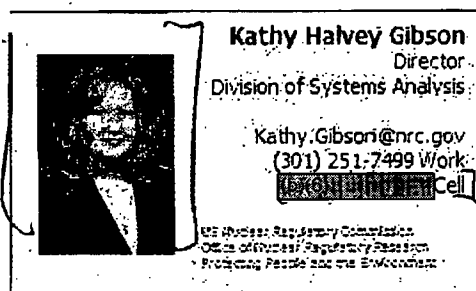 Kathy Halvey Gibson
Director
Division of Systems Analysis
Kathy.Gibson@nrc.gov
(301) 251-7499 Work
Cell
US Nuclear Regulatory Commission
Office of Nuclear Regulatory Research
Protecting People and the Environment